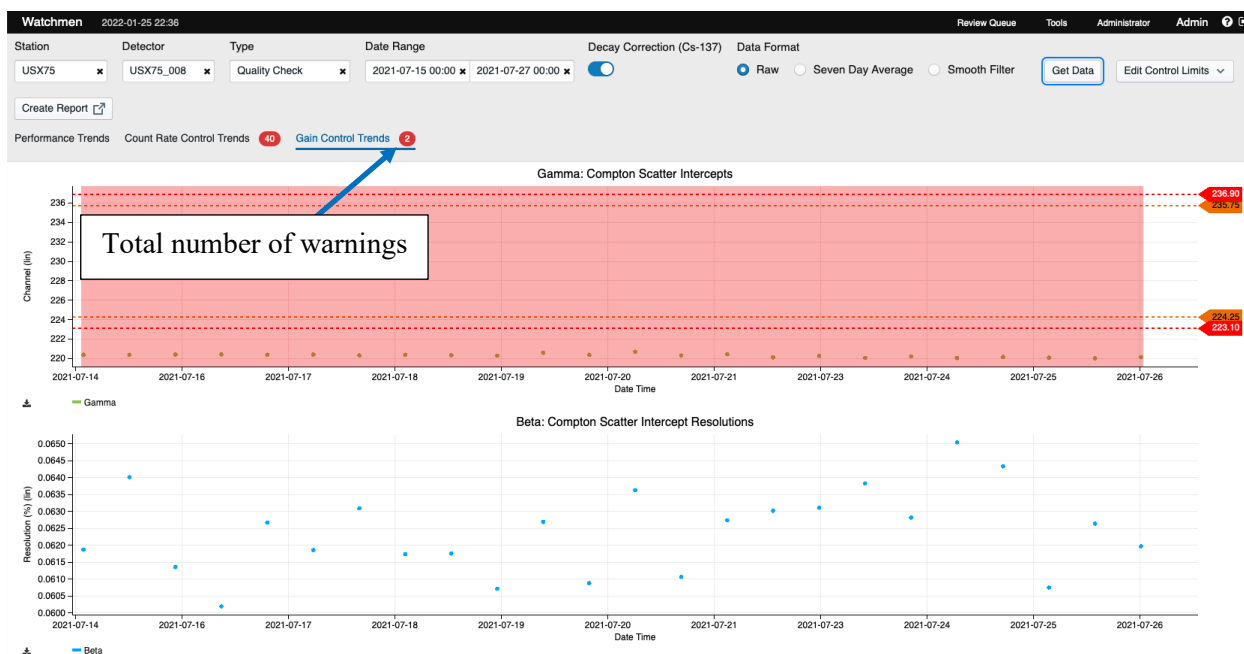 Watchmen 2022-01-25 22:36 Review Queue Tools Administrator Admin
Station Detector Type Date Range Decay Correction (Cs-137) Data Format
USX75 USX75_008 Quality Check 2021-07-15 00:00 2021-07-27 00:00 Raw Seven Day Average Smooth Filter Get Data Edit Control Limits
Create Report
Performance Trends Count Rate Control Trends 40 Gain Control Trends 2
Gamma: Compton Scatter Intercepts
Total number of warnings
Channel (lin)
236
234
232
230
228
226
224
222
220
236.90
235.75
224.25
223.10
2021-07-14 2021-07-16 2021-07-17 2021-07-18 2021-07-19 2021-07-20 2021-07-21 2021-07-23 2021-07-24 2021-07-25 2021-07-26
Date Time
Gamma
Beta: Compton Scatter Intercept Resolutions
Resolution (%) (lin)
0.0650
0.0645
0.0640
0.0635
0.0630
0.0625
0.0620
0.0615
0.0610
0.0605
0.0600
2021-07-14 2021-07-16 2021-07-17 2021-07-18 2021-07-19 2021-07-20 2021-07-21 2021-07-23 2021-07-24 2021-07-25 2021-07-26
Date Time
Beta